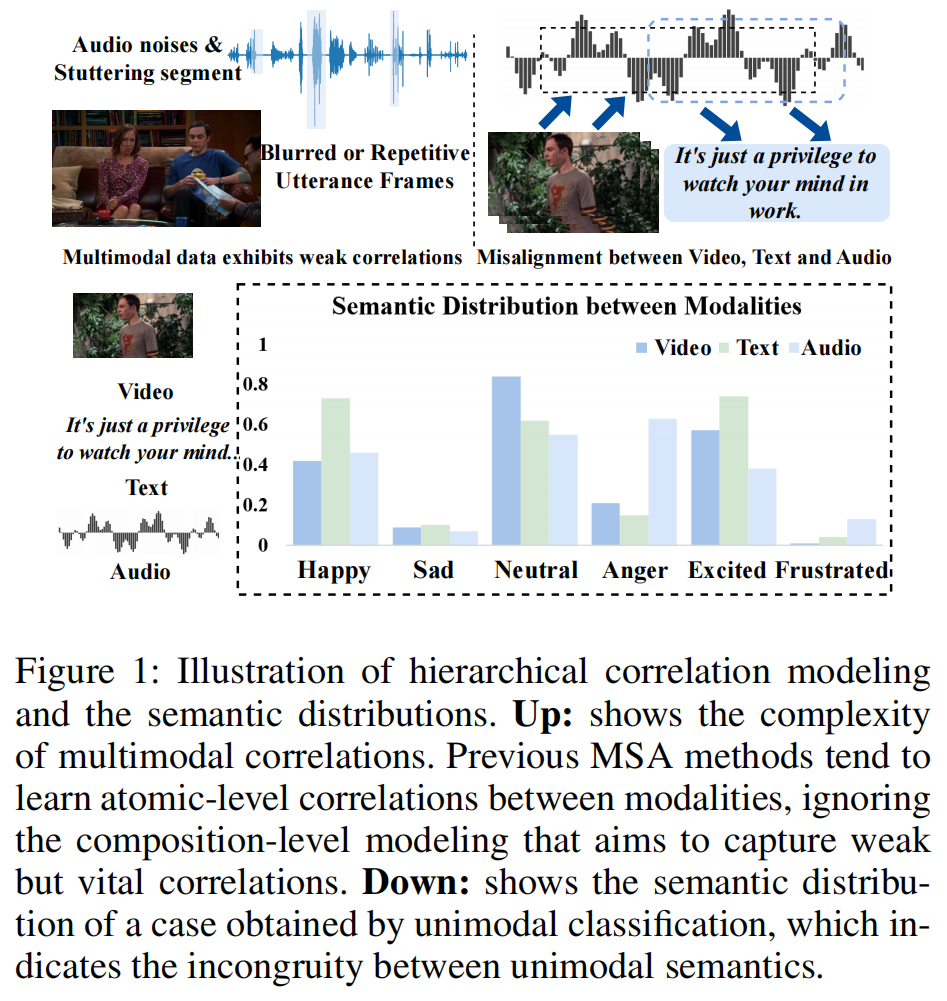 Audio noises &
Stuttering segment
Blurred or Repetitive
Utterance Frames
Multimodal data exhibits weak correlations
It's just a privilege to
watch your mind in
work.
Misalignment between Video, Text and Audio
Video
It's just a privilege
to watch your mind..
Text
Audio
Semantic Distribution between Modalities
Video Text Audio
1
0.8
0.6
0.4
0.2
0
Happy Sad Neutral Anger Excited Frustrated
Figure 1: Illustration of hierarchical correlation modeling
and the semantic distributions. Up: shows the complexity
of multimodal correlations. Previous MSA methods tend to
learn atomic-level correlations between modalities, ignoring
the composition-level modeling that aims to capture weak
but vital correlations. Down: shows the semantic distribu-
tion of a case obtained by unimodal classification, which in-
dicates the incongruity between unimodal semantics.